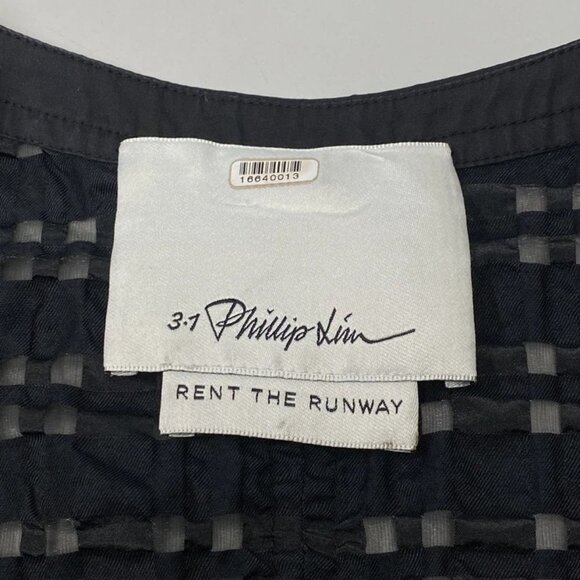 16640013
3.1 Phillip Lim
RENT THE RUNWAY